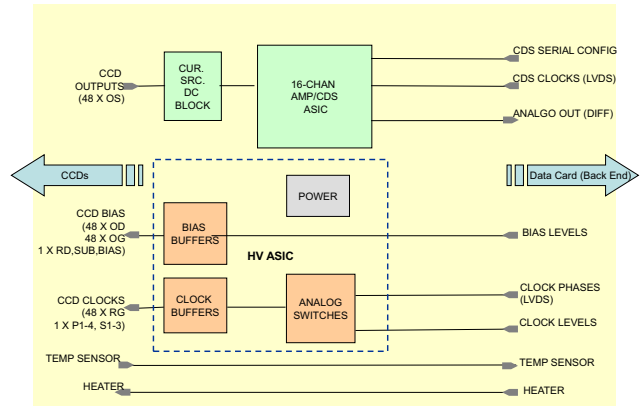 CCD
OUTPUTS
(48 X OS)
CUR.
SRC.
DC
BLOCK
16-CHAN
AMP/CDS
ASIC
CDS SERIAL CONFIG
CDS CLOCKS (LVDS)
ANALGO OUT (DIFF)
CCDs
Data Card (Back End)
POWER
CCD BIAS
(48 X OD
48 X OG
1 X RD,SUB,BIAS)
BIAS
BUFFERS
HV ASIC
BIAS LEVELS
CCD CLOCKS
(48 X RG
1 X P1-4, S1-3)
CLOCK
BUFFERS
ANALOG
SWITCHES
CLOCK PHASES
(LVDS)
CLOCK LEVELS
TEMP SENSOR
TEMP SENSOR
HEATER
HEATER